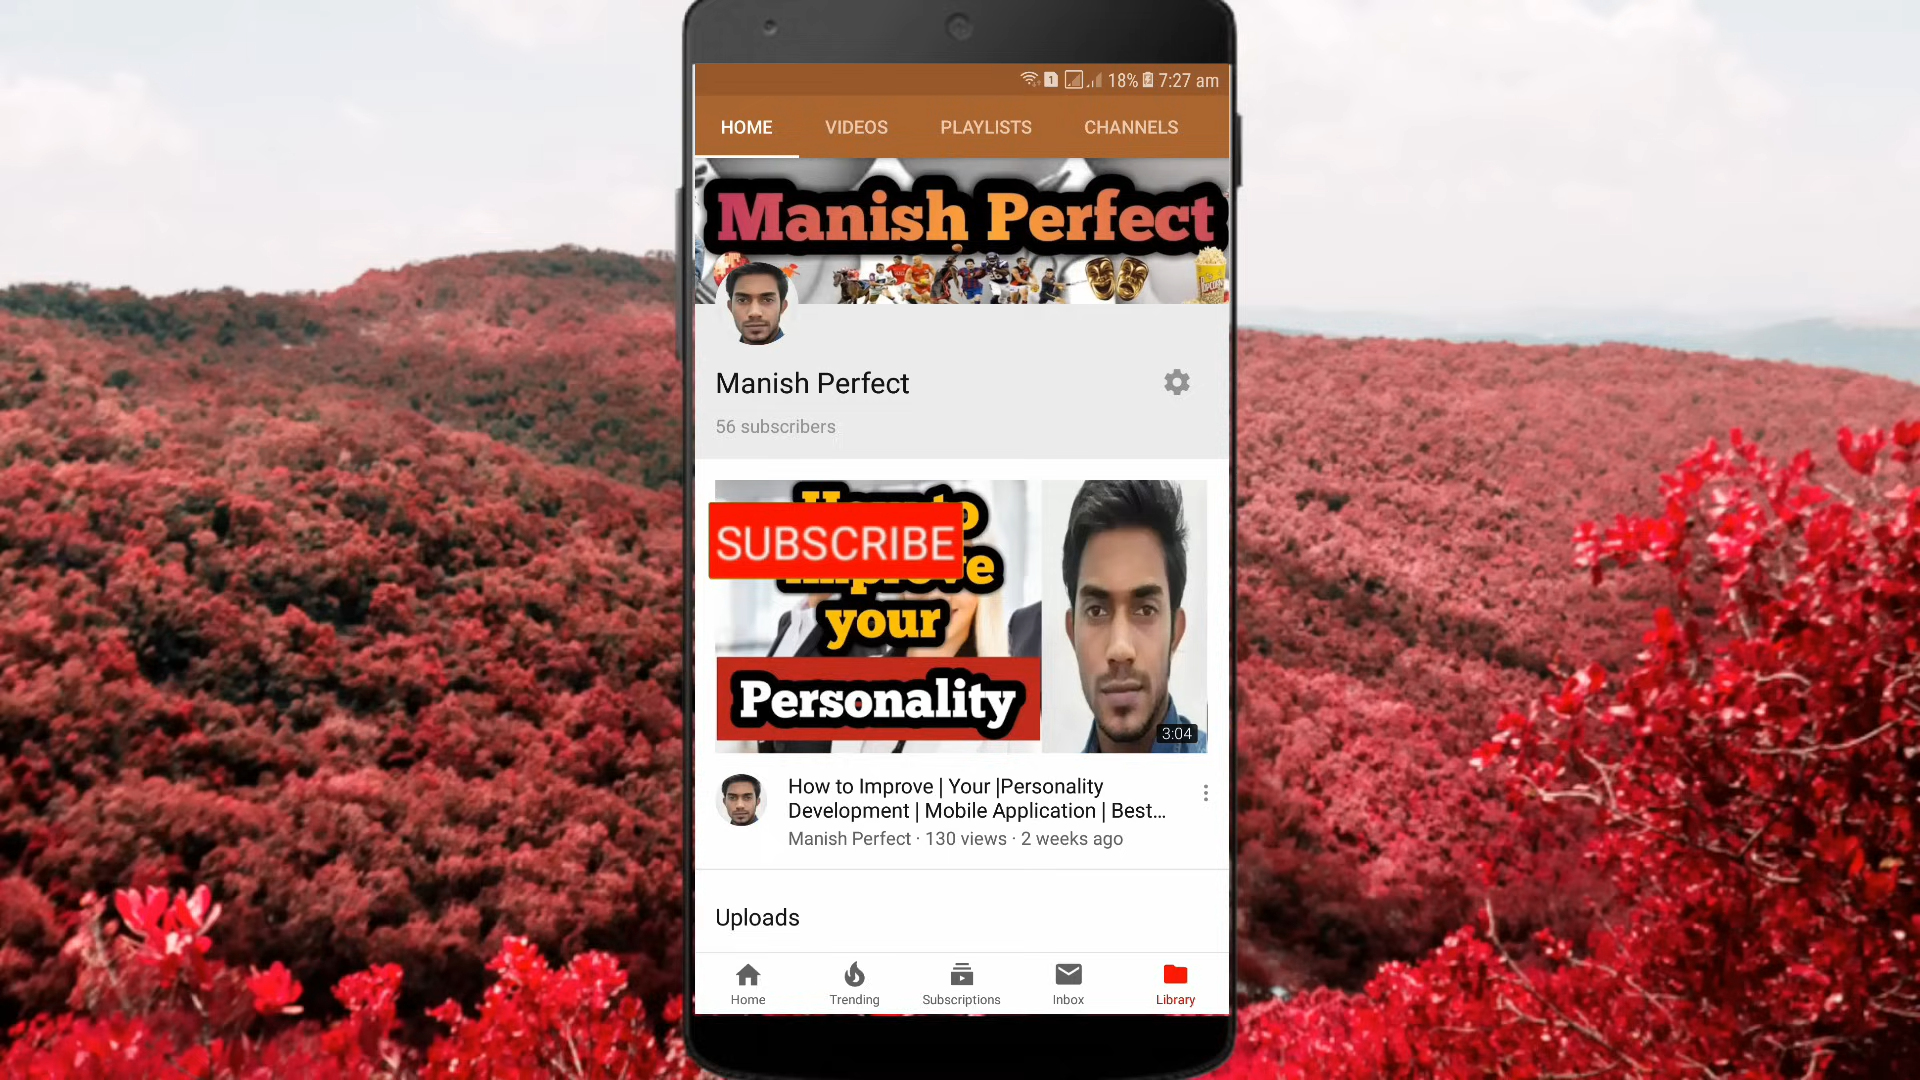 1 18% 7:27 am
HOME VIDEOS PLAYLISTS CHANNELS
Manish Perfect
POPCORN
Manish Perfect
56 subscribers
SUBSCRIBE
your
Personality
3:04
How to Improve | Your |Personality
Development | Mobile Application | Best...
Manish Perfect · 130 views · 2 weeks ago
Uploads
Home Trending Subscriptions Inbox Library